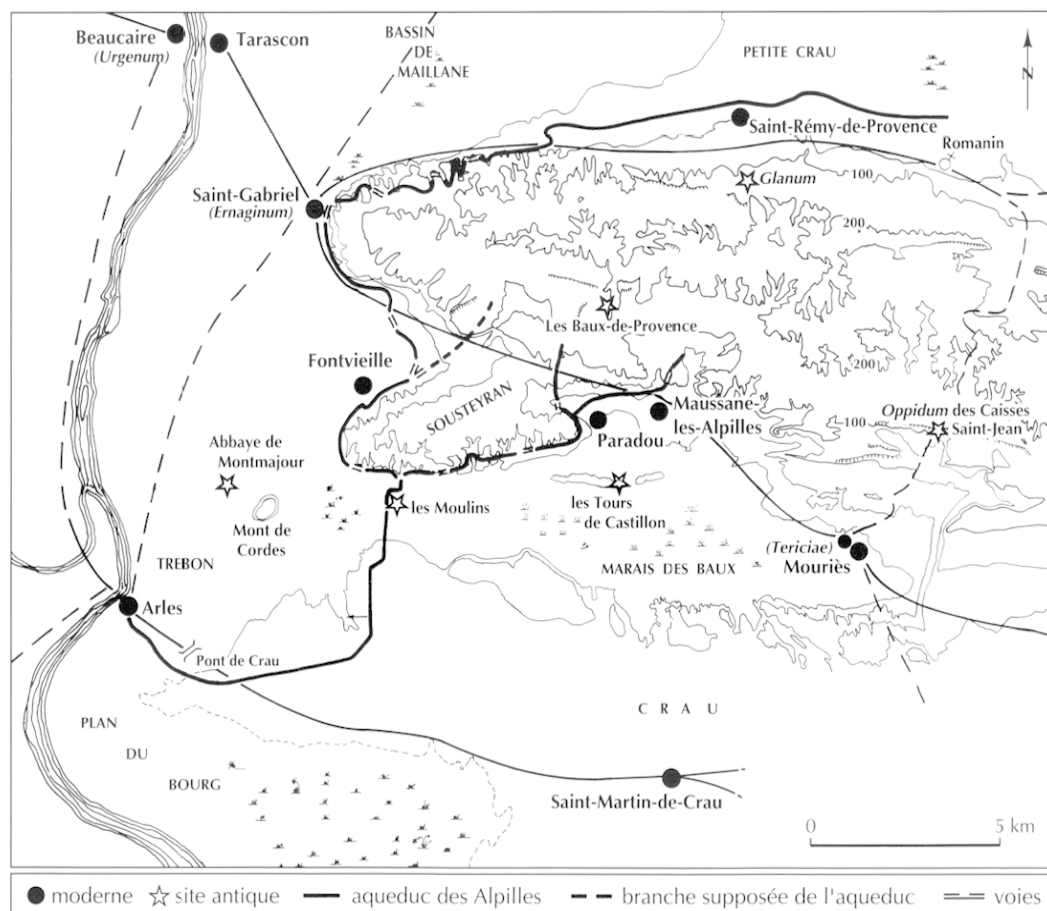 Beaucaire
(Urgenum)
Tarascon
BASSIN
DE
MAILLANE
PETITE CRAU
N
Saint-Rémy-de-Provence
Romanin
Glanum
100
Saint-Gabriel
(Ernaginum)
200
Les Baux-de-Provence
Fontvieille
200
SOUSTEYRAN
Maussane-
les-Alpilles
Paradou
100
Oppidum des Caisses
Saint-Jean
Abbaye de
Montmajour
les Moulins
les Tours
de Castillon
Mont de
Cordes
(Tericiae)
Mouriès
TREBON
MARAIS DES BAUX
Arles
Pont de Crau
CRAU
PLAN
DU
BOURG
Saint-Martin-de-Crau
0 5 km
moderne site antique aqueduc des Alpilles branche supposée de l'aqueduc voies